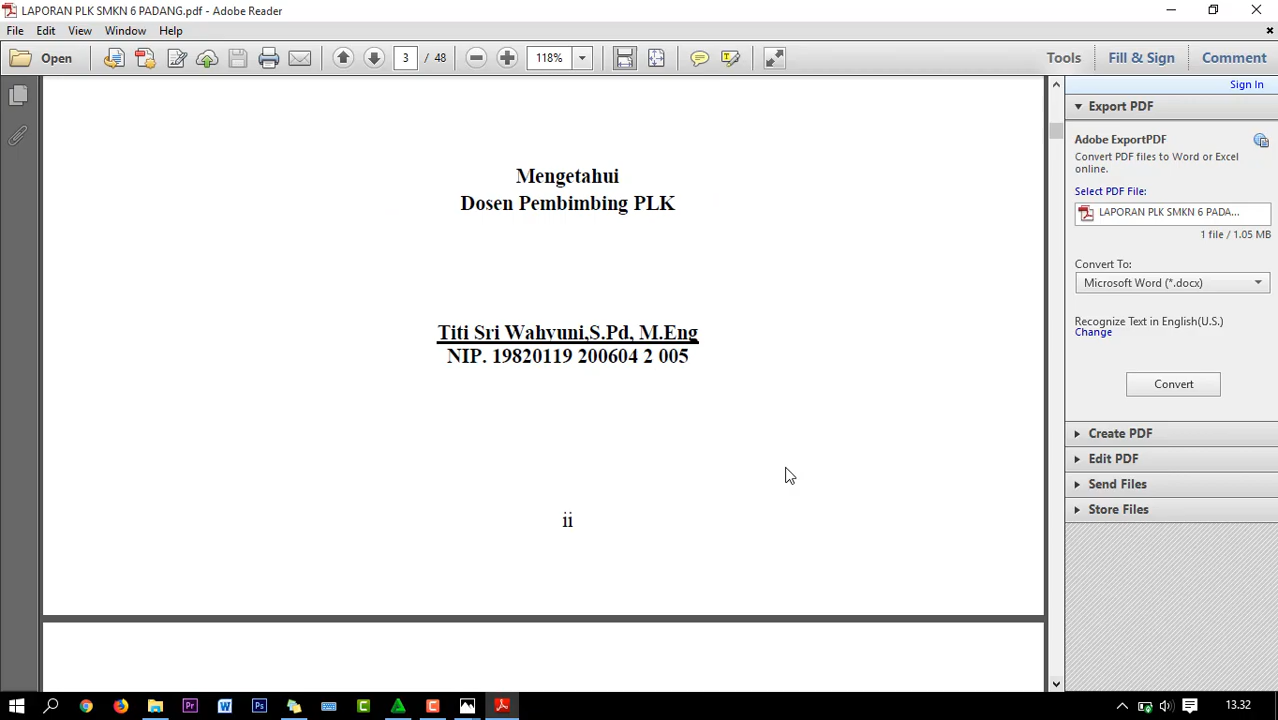 LAPORAN PLK SMKN 6 PADANG.pdf - Adobe Reader
File Edit View Window Help
Open 3 / 48 118% Tools Fill & Sign Comment
Sign In
Export PDF
Adobe ExportPDF
Convert PDF files to Word or Excel
online.
Select PDF File:
LAPORAN PLK SMKN 6 PADA...
1 file / 1.05 MB
Convert To:
Microsoft Word (*.docx)
Recognize Text in English(U.S.)
Change
Convert
Create PDF
Edit PDF
Send Files
Store Files
Mengetahui
Dosen Pembimbing PLK
Titi Sri Wahyuni,S.Pd, M.Eng
NIP. 19820119 200604 2 005
ii
13.32